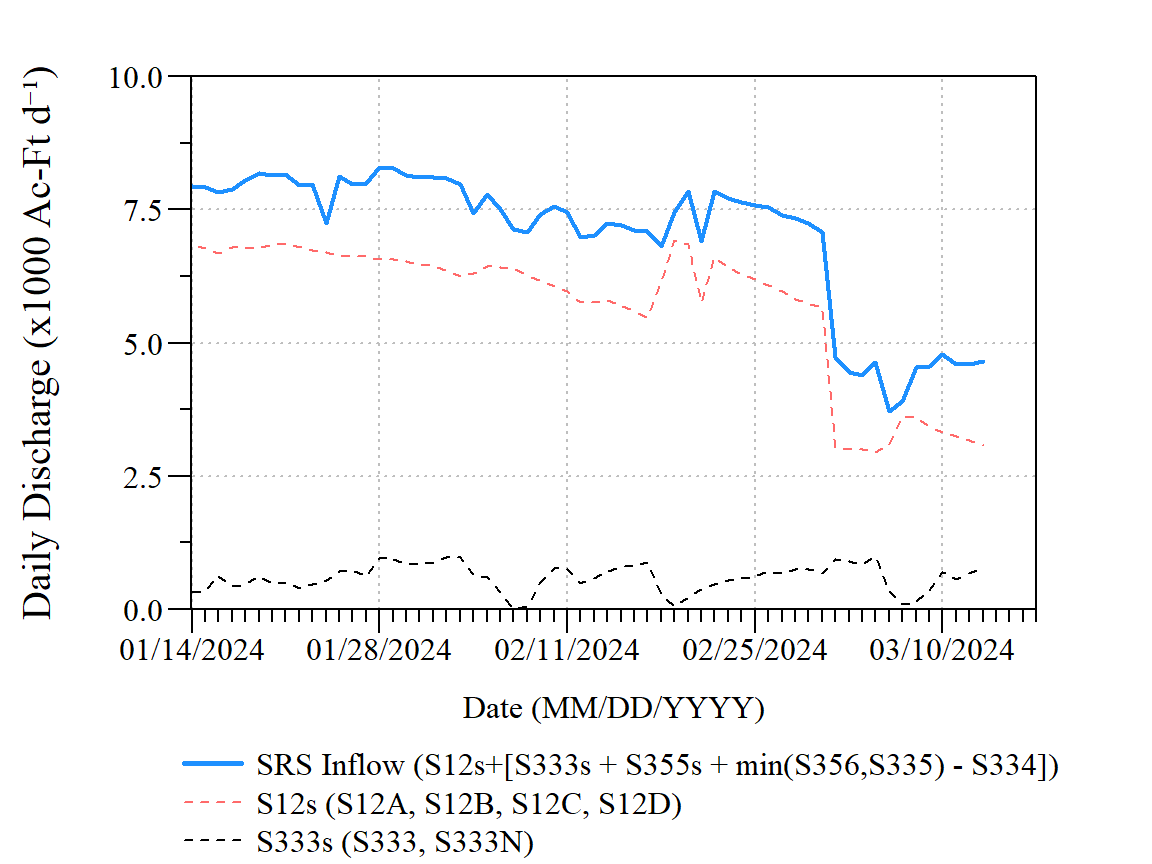 Daily Discharge (x1000 Ac-Ft d⁻¹)
10.0
7.5
5.0
2.5
0.0
01/14/2024 01/28/2024 02/11/2024 02/25/2024 03/10/2024
Date (MM/DD/YYYY)
SRS Inflow (S12s+[S333s + S355s + min(S356,S335) - S334])
S12s (S12A, S12B, S12C, S12D)
S333s (S333, S333N)